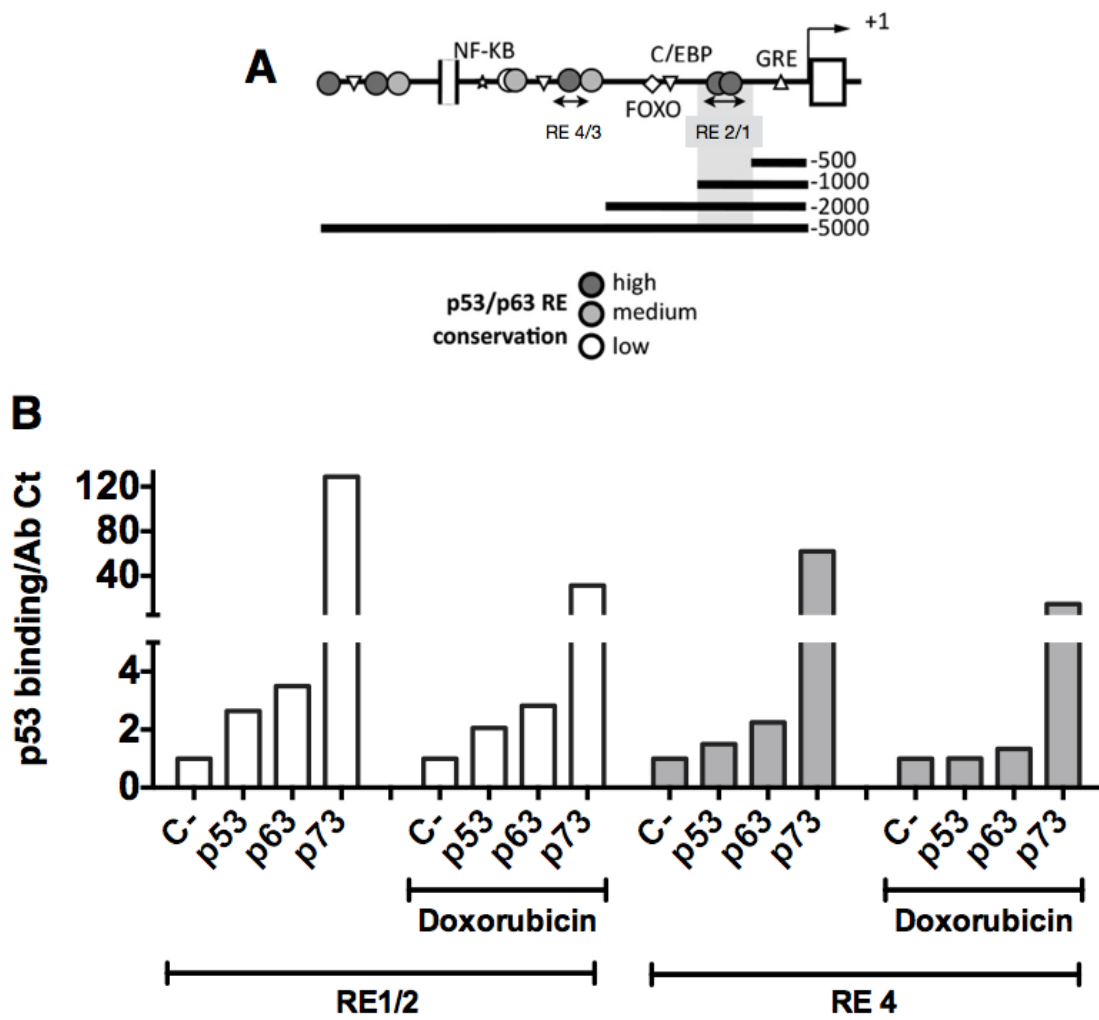 A
NF-KB
C/EBP
GRE
+1
FOXO
RE 4/3
RE 2/1
-500
-1000
-2000
-5000
p53/p63 RE
conservation
high
medium
low
B
p53 binding/Ab Ct
120
80
40
4
2
0
C- p53 p63 p73 C- p53 p63 p73 C- p53 p63 p73 C- p53 p63 p73
Doxorubicin Doxorubicin
RE1/2 RE 4